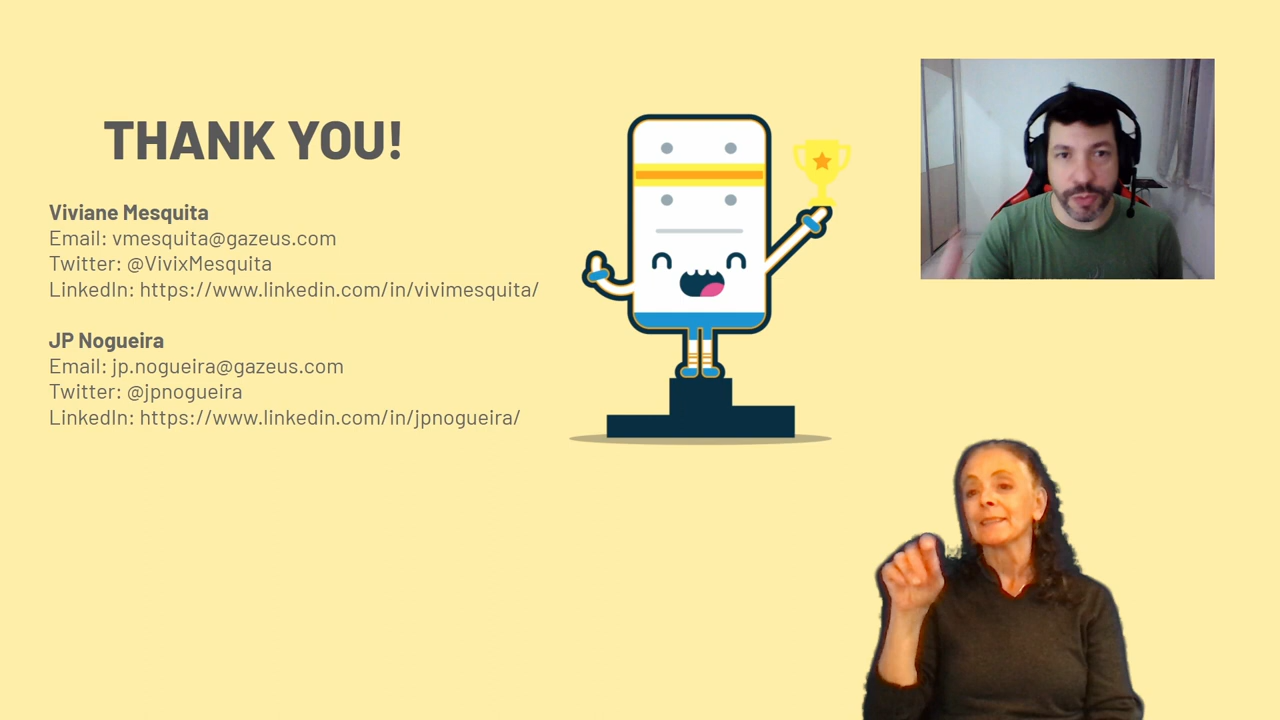 THANK YOU!
Viviane Mesquita
Email: vmesquita@gazeus.com
Twitter: @VivixMesquita
LinkedIn: https://www.linkedin.com/in/vivimesquita/
JP Nogueira
Email: jp.nogueira@gazeus.com
Twitter: @jpnogueira
LinkedIn: https://www.linkedin.com/in/jpnogueira/